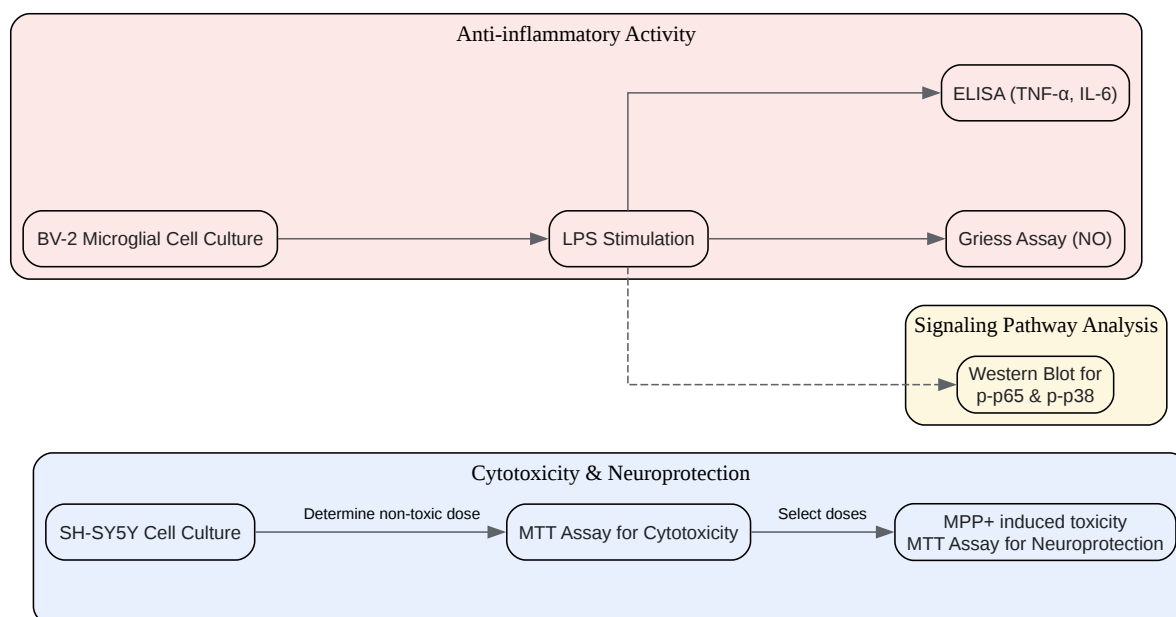 Anti-inflammatory Activity
ELISA (TNF-α, IL-6)
BV-2 Microglial Cell Culture
LPS Stimulation
Griess Assay (NO)
Signaling Pathway Analysis
Western Blot for
p-p65 & p-p38
Cytotoxicity & Neuroprotection
SH-SY5Y Cell Culture
Determine non-toxic dose
MTT Assay for Cytotoxicity
Select doses
MPP+ induced toxicity
MTT Assay for Neuroprotection